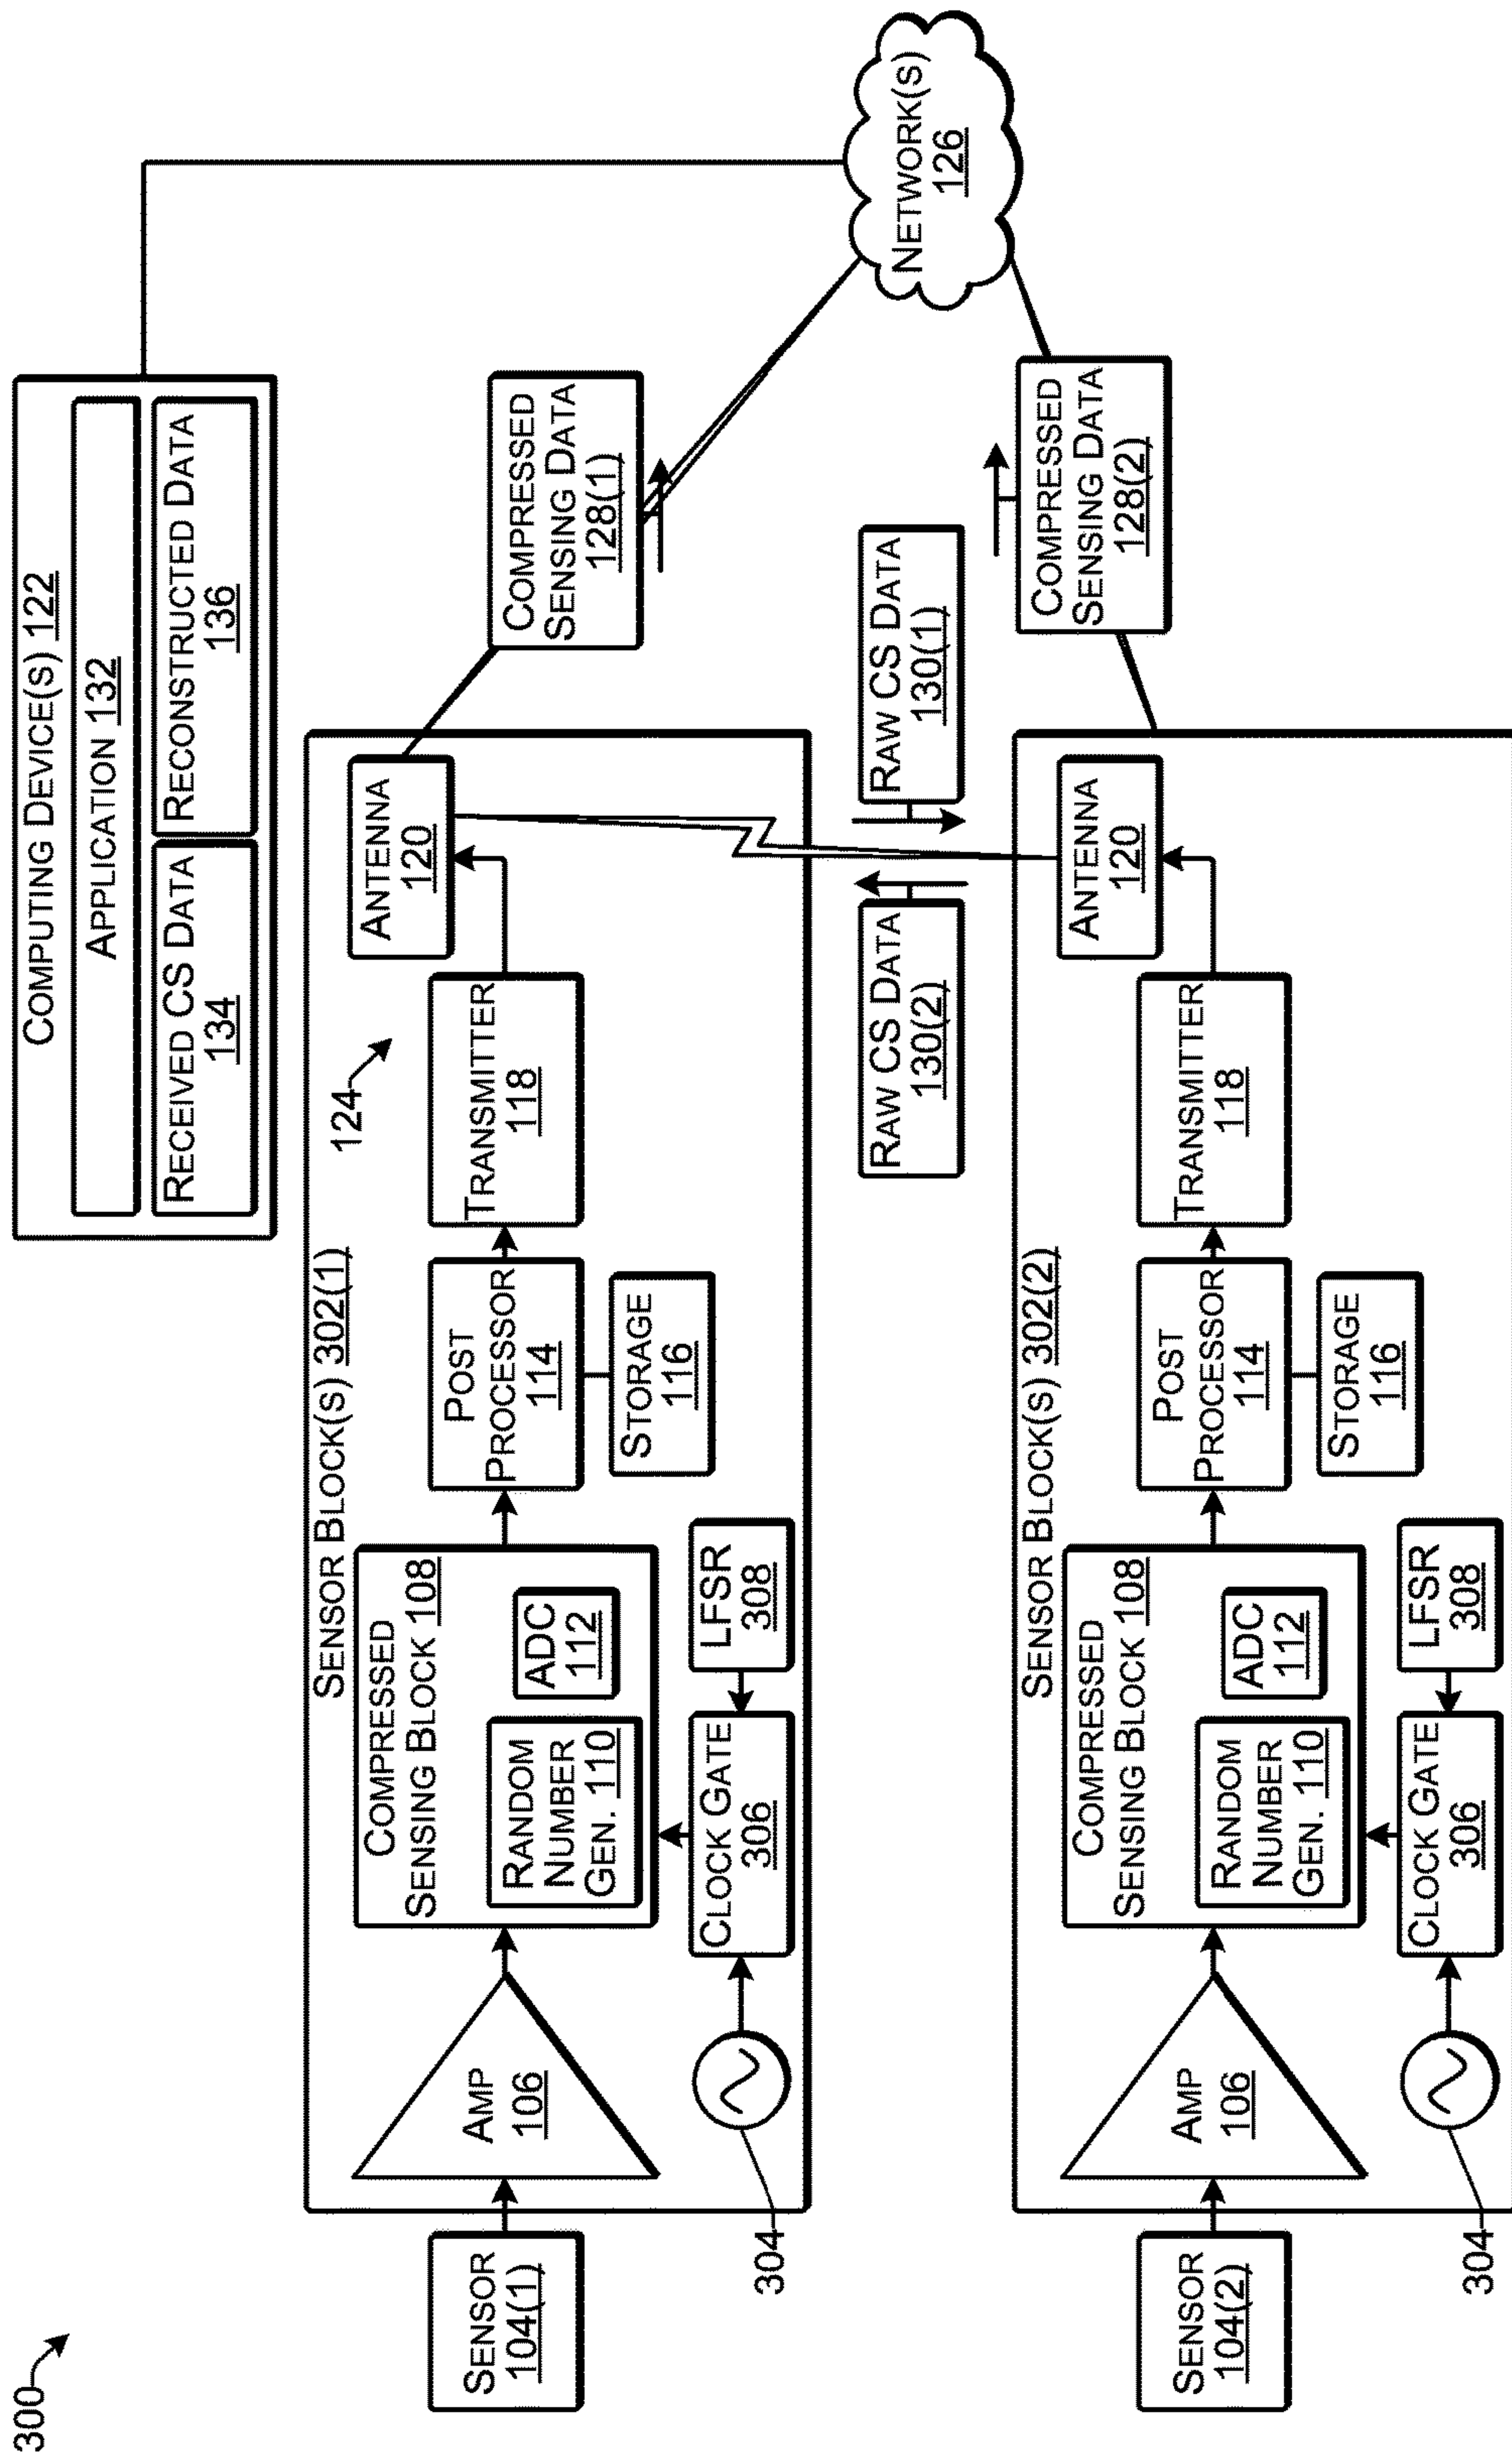 300
COMPUTING DEVICE(S) 122
APPLICATION 132
RECEIVED CS DATA
134
RECONSTRUCTED DATA
136
SENSOR BLOCK(S) 302(1)
124
SENSOR
104(1)
AMP
106
COMPRESSED
SENSING BLOCK 108
RANDOM
NUMBER
GEN. 110
ADC
112
POST
PROCESSOR
114
STORAGE
116
TRANSMITTER
118
ANTENNA
120
304
CLOCK GATE
306
LFSR
308
COMPRESSED
SENSING DATA
128(1)
NETWORK(S)
126
RAW CS DATA
130(2)
RAW CS DATA
130(1)
COMPRESSED
SENSING DATA
128(2)
SENSOR BLOCK(S) 302(2)
SENSOR
104(2)
AMP
106
COMPRESSED
SENSING BLOCK 108
RANDOM
NUMBER
GEN. 110
ADC
112
POST
PROCESSOR
114
STORAGE
116
TRANSMITTER
118
ANTENNA
120
304
CLOCK GATE
306
LFSR
308